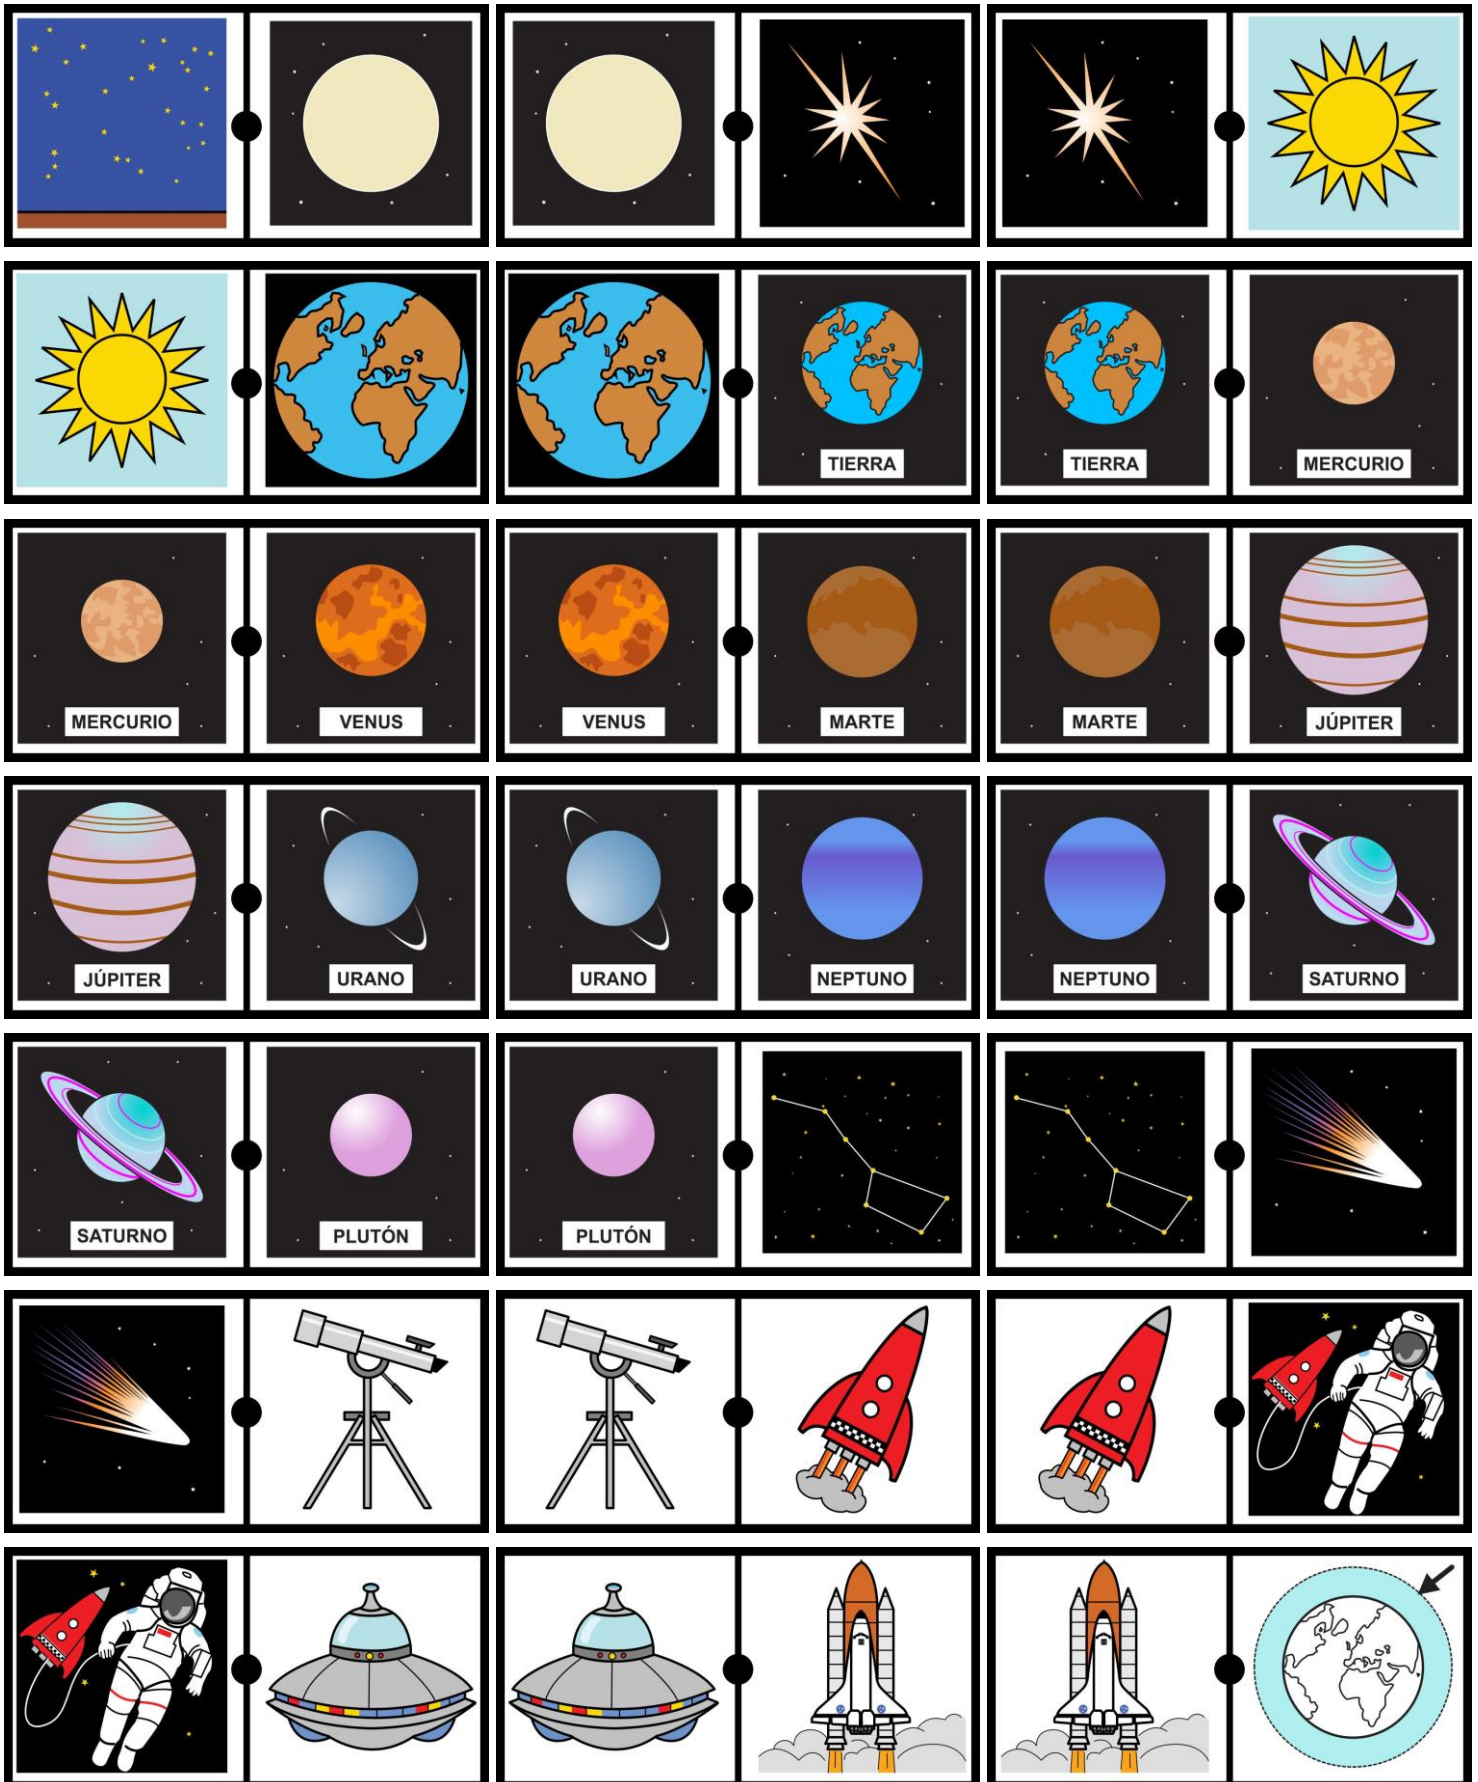 TIERRA
TIERRA
MERCURIO
MERCURIO
VENUS
VENUS
MARTE
MARTE
JÚPITER
JÚPITER
URANO
URANO
NEPTUNO
NEPTUNO
SATURNO
SATURNO
PLUTÓN
PLUTÓN